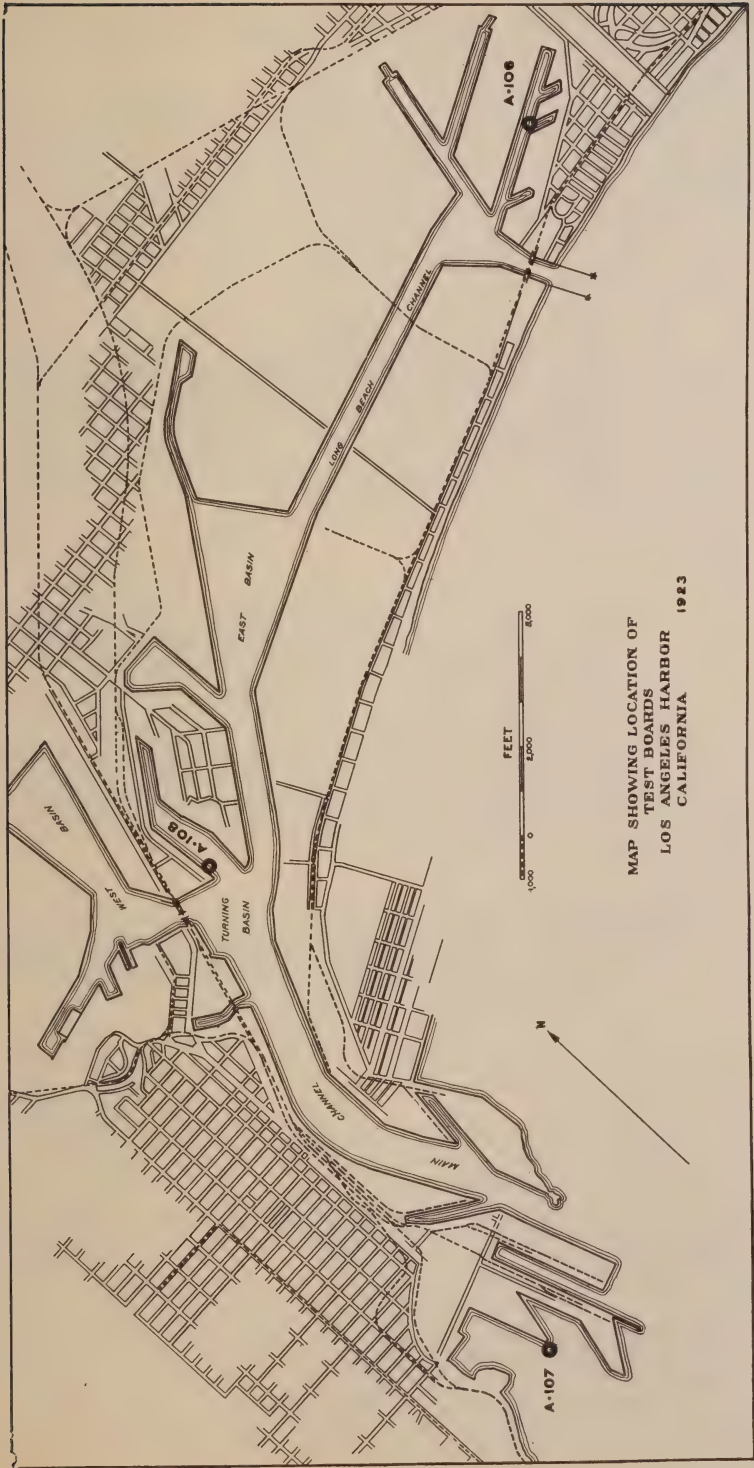 A·106
LONG BEACH CHANNEL
EAST BASIN
A·108
WEST BASIN
TURNING
BASIN
MAIN CHANNEL
A·107
N
FEET
1,000 0 2,000 5,000
MAP SHOWING LOCATION OF
TEST BOARDS
LOS ANGELES HARBOR
CALIFORNIA 1923